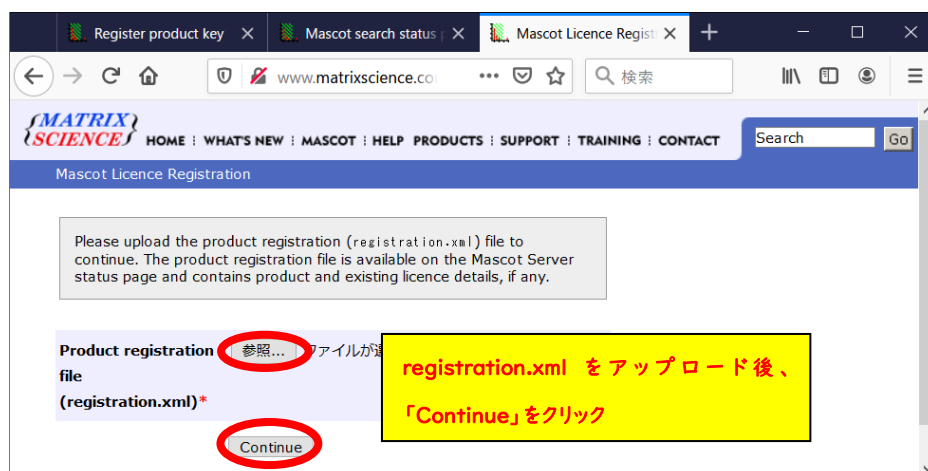 Register product key
Mascot search status p
Mascot Licence Regist
www.matrixscience.co
検索
MATRIX
SCIENCE
HOME : WHAT'S NEW : MASCOT : HELP PRODUCTS : SUPPORT : TRAINING : CONTACT
Search
Go
Mascot Licence Registration
Please upload the product registration (registration.xml) file to
continue. The product registration file is available on the Mascot Server
status page and contains product and existing licence details, if any.
Product registration
file
(registration.xml)*
参照...
ファイルが選
registration.xml をアップロード後、
「Continue」をクリック
Continue